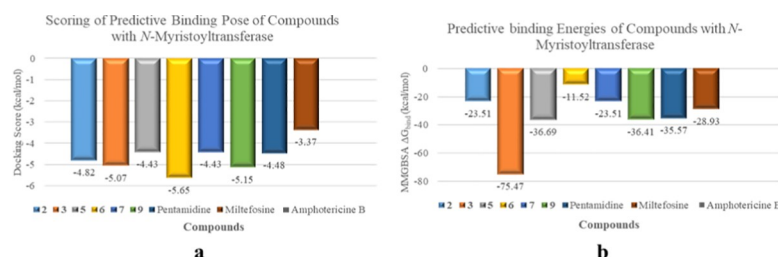 Scoring of Predictive Binding Pose of Compounds
with N-Myristoyltransferase
Docking Score (kcal/mol)
0
-1
-2
-3
-4
-5
-6
-4.82
-5.07
-4.43
-5.65
-4.43
-5.15
-4.48
-3.37
2 3 5 6 7 9 Pentamidine Miltefosine Amphotericine B
Compounds
a
Predictive binding Energies of Compounds with N-
Myristoyltransferase
MMGBSA ΔGbind (kcal/mol)
0
-20
-40
-60
-80
-23.51
-75.47
-36.69
-11.52
-23.51
-36.41
-35.57
-28.93
2 3 5 6 7 9 Pentamidine Miltefosine Amphotericine B
Compounds
b